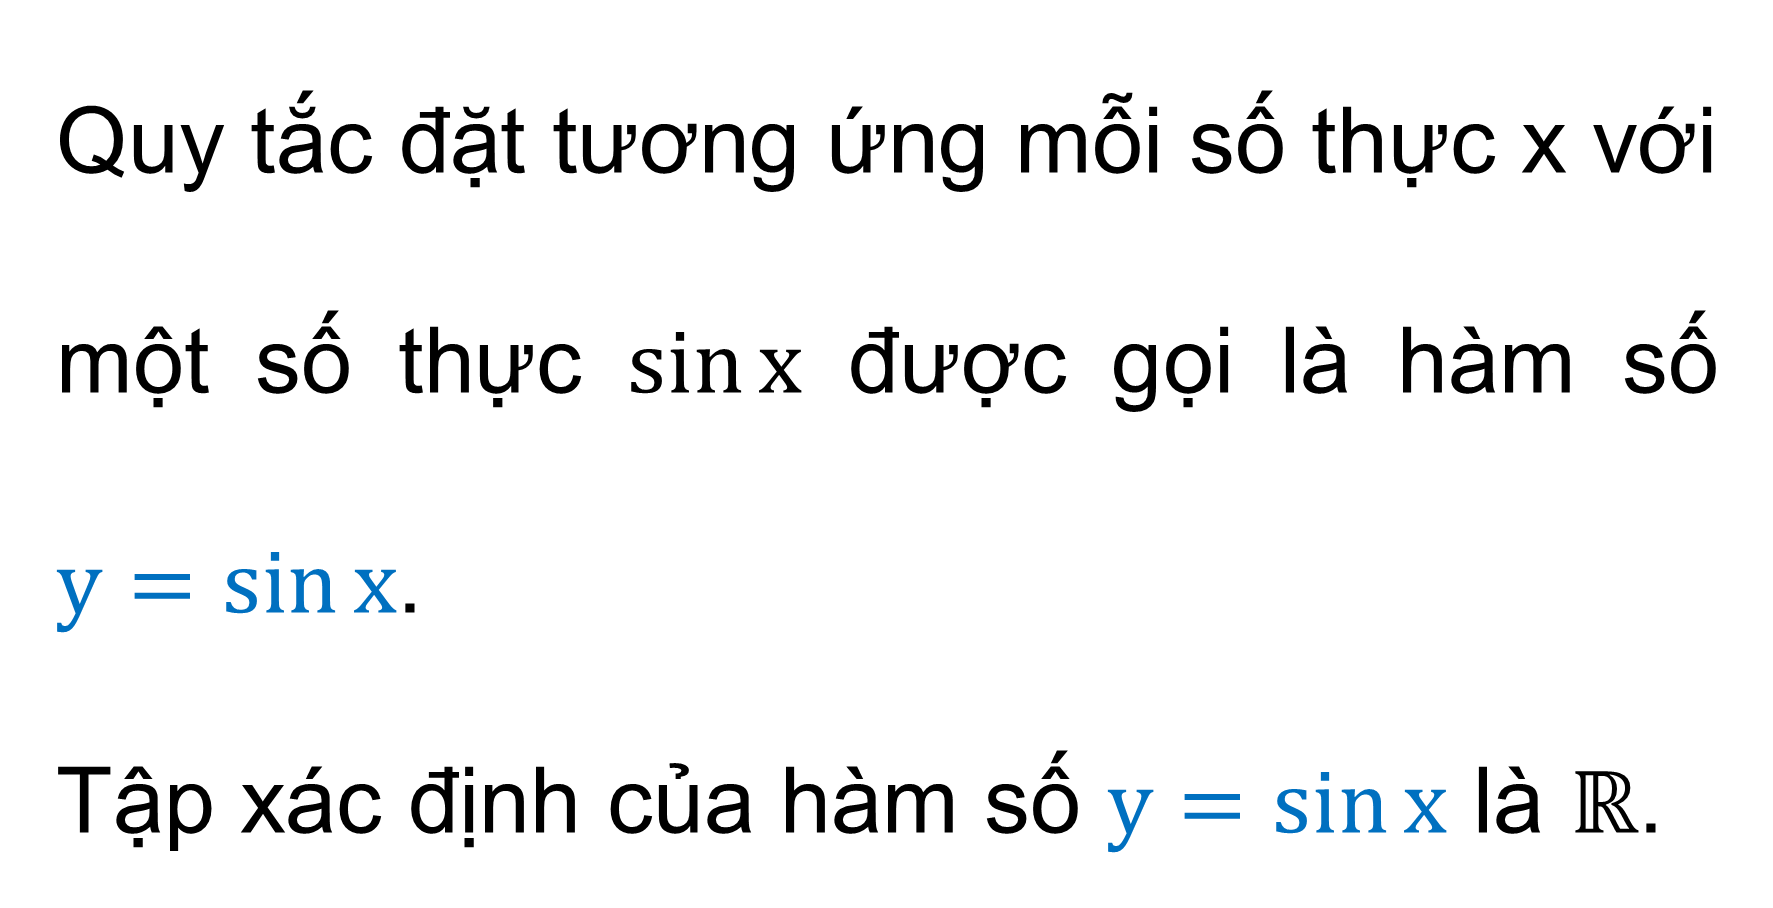 Quy tắc đặt tương ứng mỗi số thực x với
một số thực sin x được gọi là hàm số
y = sin x.
Tập xác định của hàm số y = sin x là ℝ.